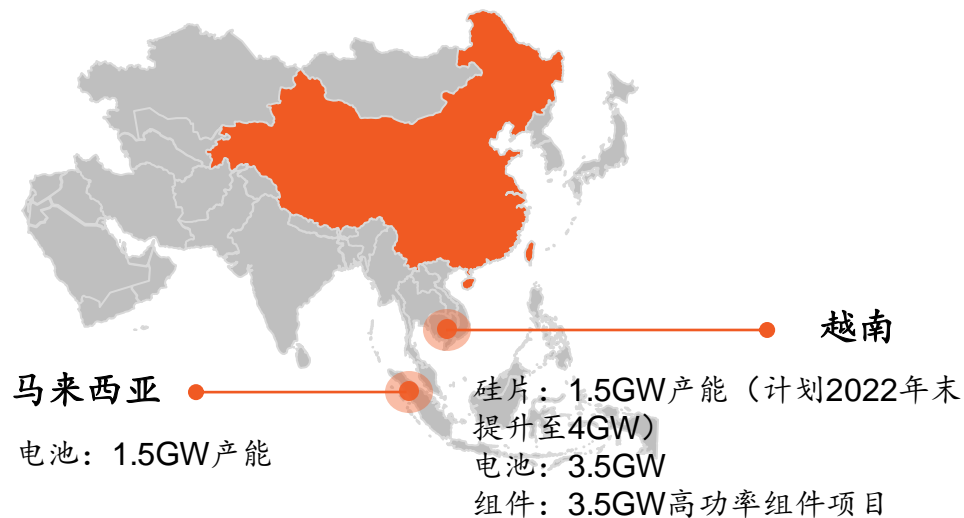 越南
马来西亚
硅片：1.5GW产能（计划2022年末
提升至4GW）
电池：1.5GW产能
电池：3.5GW
组件：3.5GW高功率组件项目